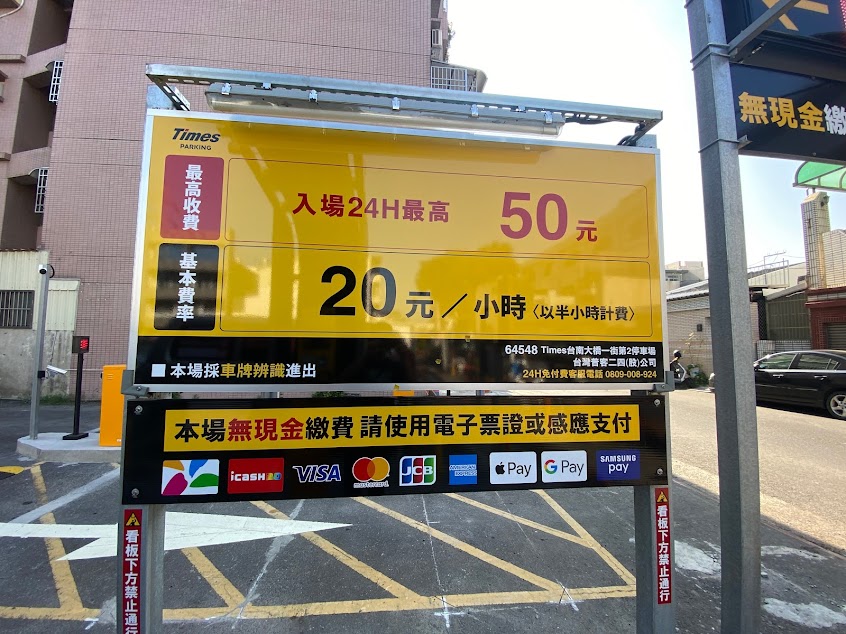 Times
PARKING
最高收費
入場24H最高 50元
基本費率
20元／小時〈以半小時計費〉
■ 本場採車牌辨識進出
64548 Times台南大橋一街第2停車場
台灣普客二四(股)公司
24H免付費客服電話 0809-008-924
本場無現金繳費 請使用電子票證或感應支付
iCASH2.0
VISA
mastercard
JCB
AMERICAN EXPRESS
Apple Pay
G Pay
SAMSUNG pay
看板下方禁止通行
看板下方禁止通行
無現金繳